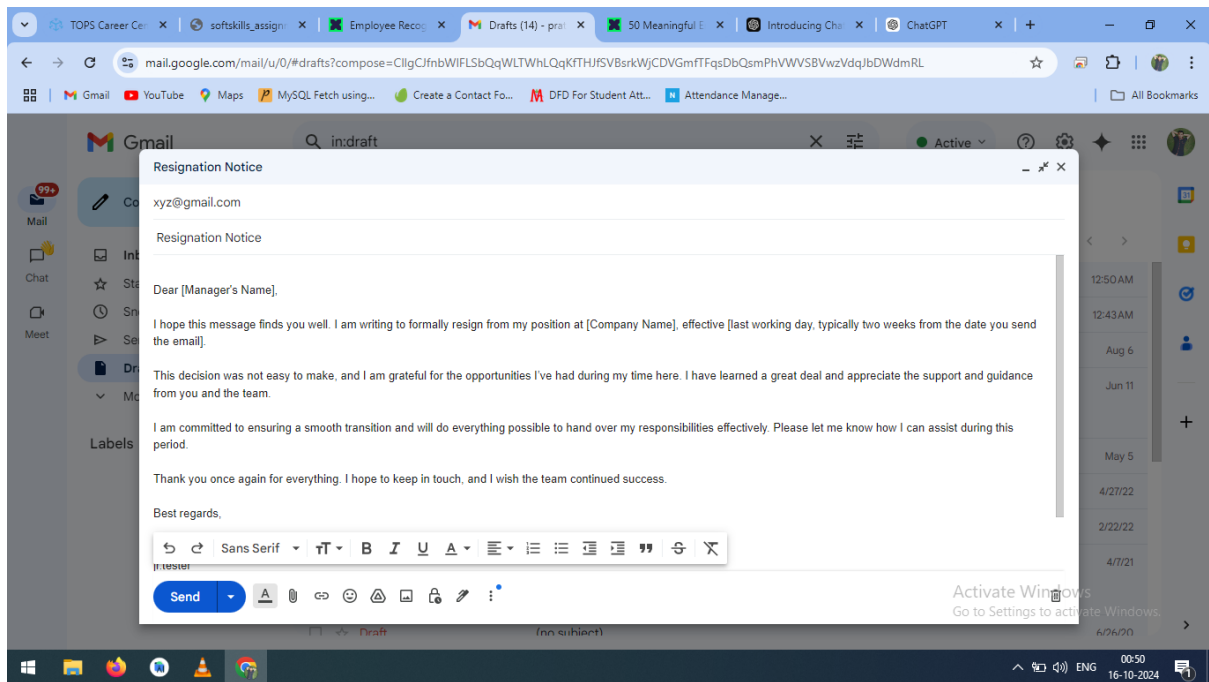 TOPS Career Cen
softskills_assignm
Employee Recog
Drafts (14) - prat
50 Meaningful E
Introducing Cha
ChatGPT
mail.google.com/mail/u/0/#drafts?compose=CllgCJfnbWlFLSbQqWLTWhLQqKfTHJfSVBsrkWjCDVGmfTFqsDbQsmPhVWVSBVwzVdqJbDWdmRL
Gmail
YouTube
Maps
MySQL Fetch using...
Create a Contact Fo...
DFD For Student Att...
Attendance Manage...
All Bookmarks
Gmail
in:draft
Active
99+
Mail
Chat
Meet
Labels
Resignation Notice
xyz@gmail.com
Resignation Notice
Dear [Manager's Name],
I hope this message finds you well. I am writing to formally resign from my position at [Company Name], effective [last working day, typically two weeks from the date you send
the email].
This decision was not easy to make, and I am grateful for the opportunities I've had during my time here. I have learned a great deal and appreciate the support and guidance
from you and the team.
I am committed to ensuring a smooth transition and will do everything possible to hand over my responsibilities effectively. Please let me know how I can assist during this
period.
Thank you once again for everything. I hope to keep in touch, and I wish the team continued success.
Best regards,
Sans Serif
jr.tester
Send
12:50 AM
12:43 AM
Aug 6
Jun 11
May 5
4/27/22
2/22/22
4/7/21
Draft
(no subject)
6/26/20
Activate Windows
Go to Settings to activate Windows.
ENG
00:50
16-10-2024